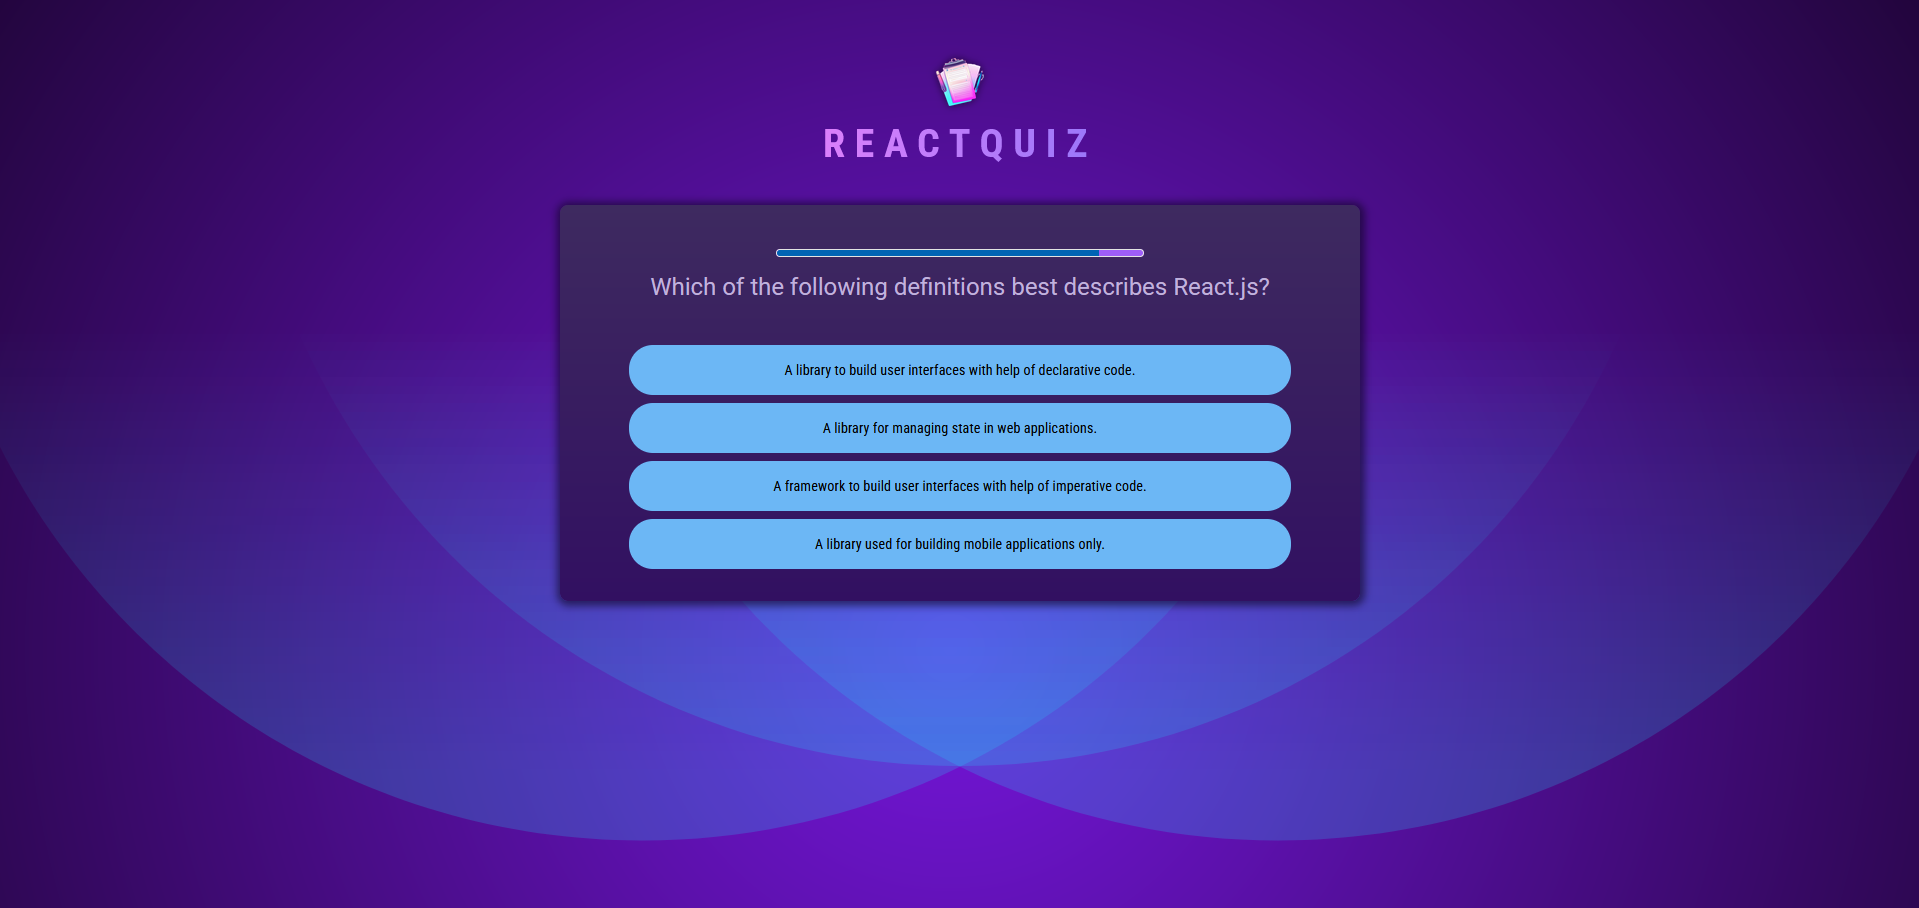 REACTQUIZ
Which of the following definitions best describes React.js?
A library to build user interfaces with help of declarative code.
A library for managing state in web applications.
A framework to build user interfaces with help of imperative code.
A library used for building mobile applications only.